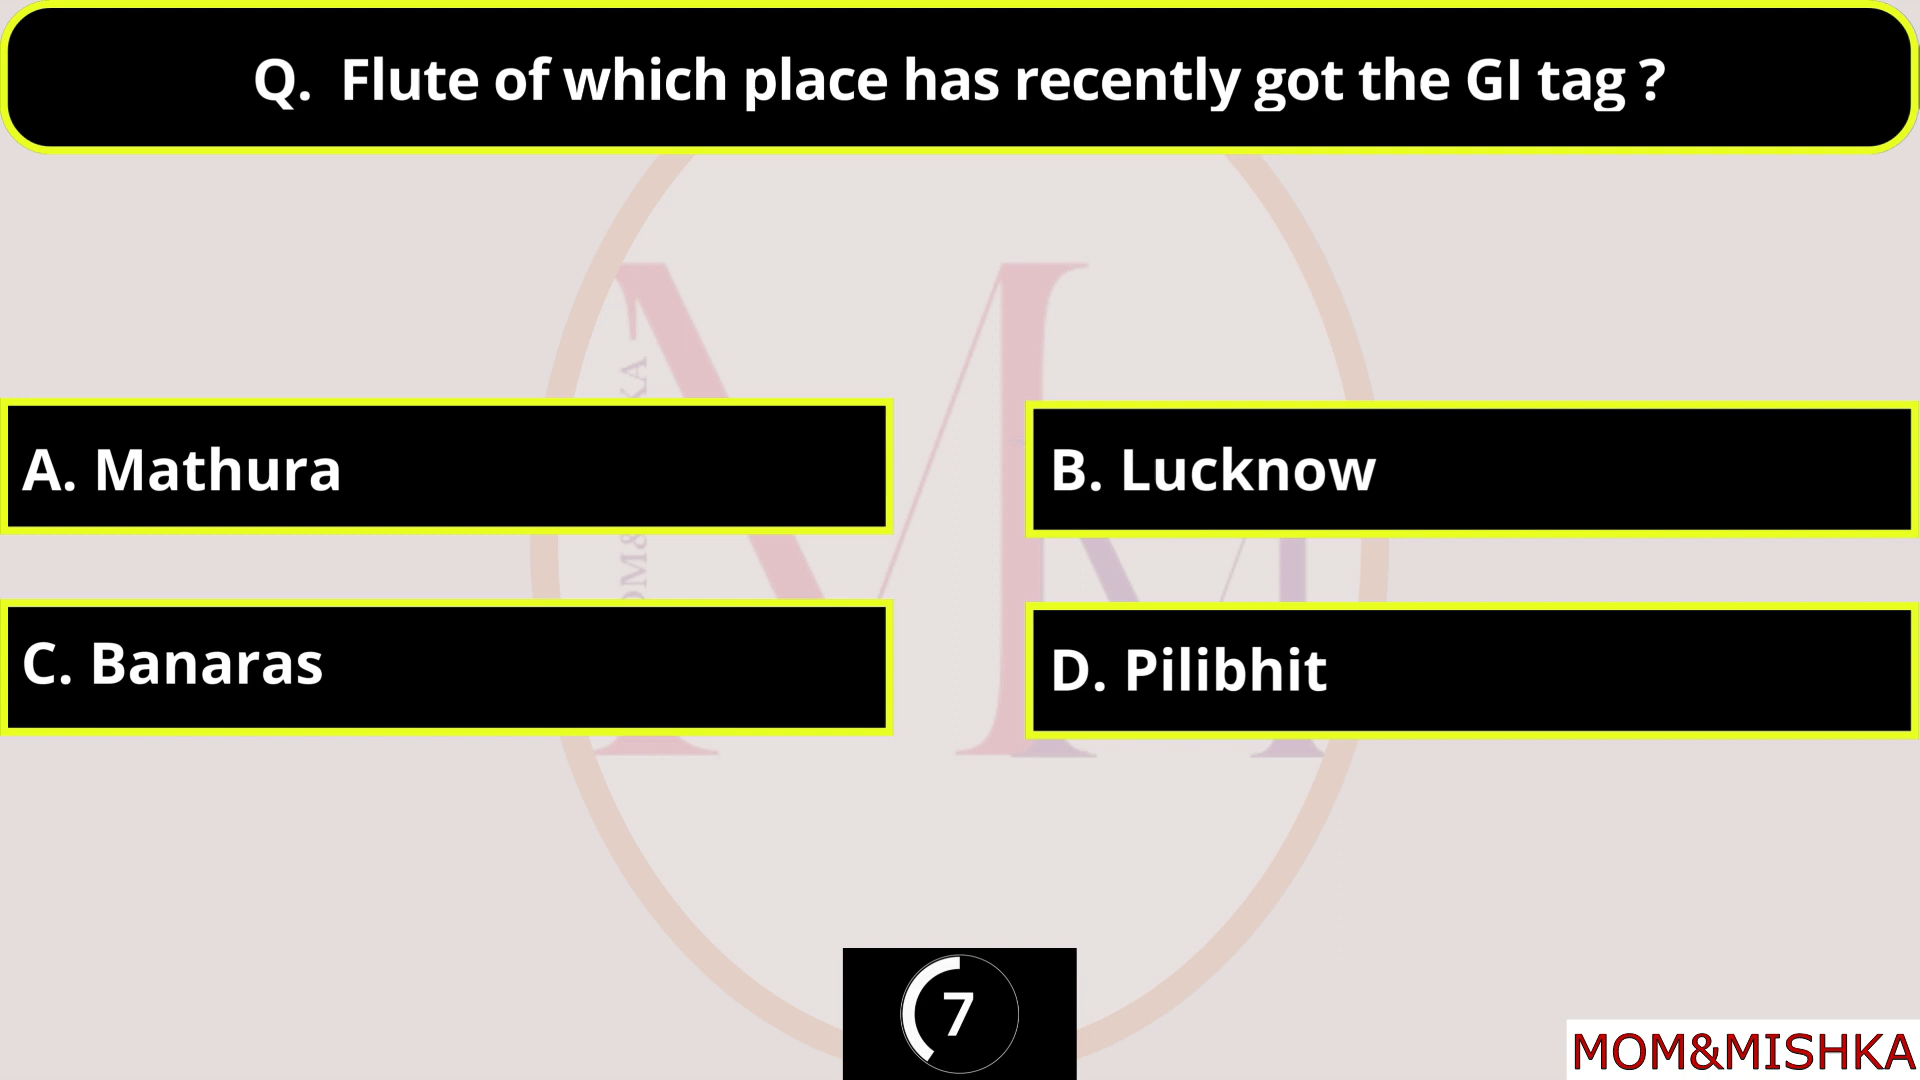 Q. Flute of which place has recently got the GI tag ?
A. Mathura
B. Lucknow
C. Banaras
D. Pilibhit
7
MOM&MISHKA